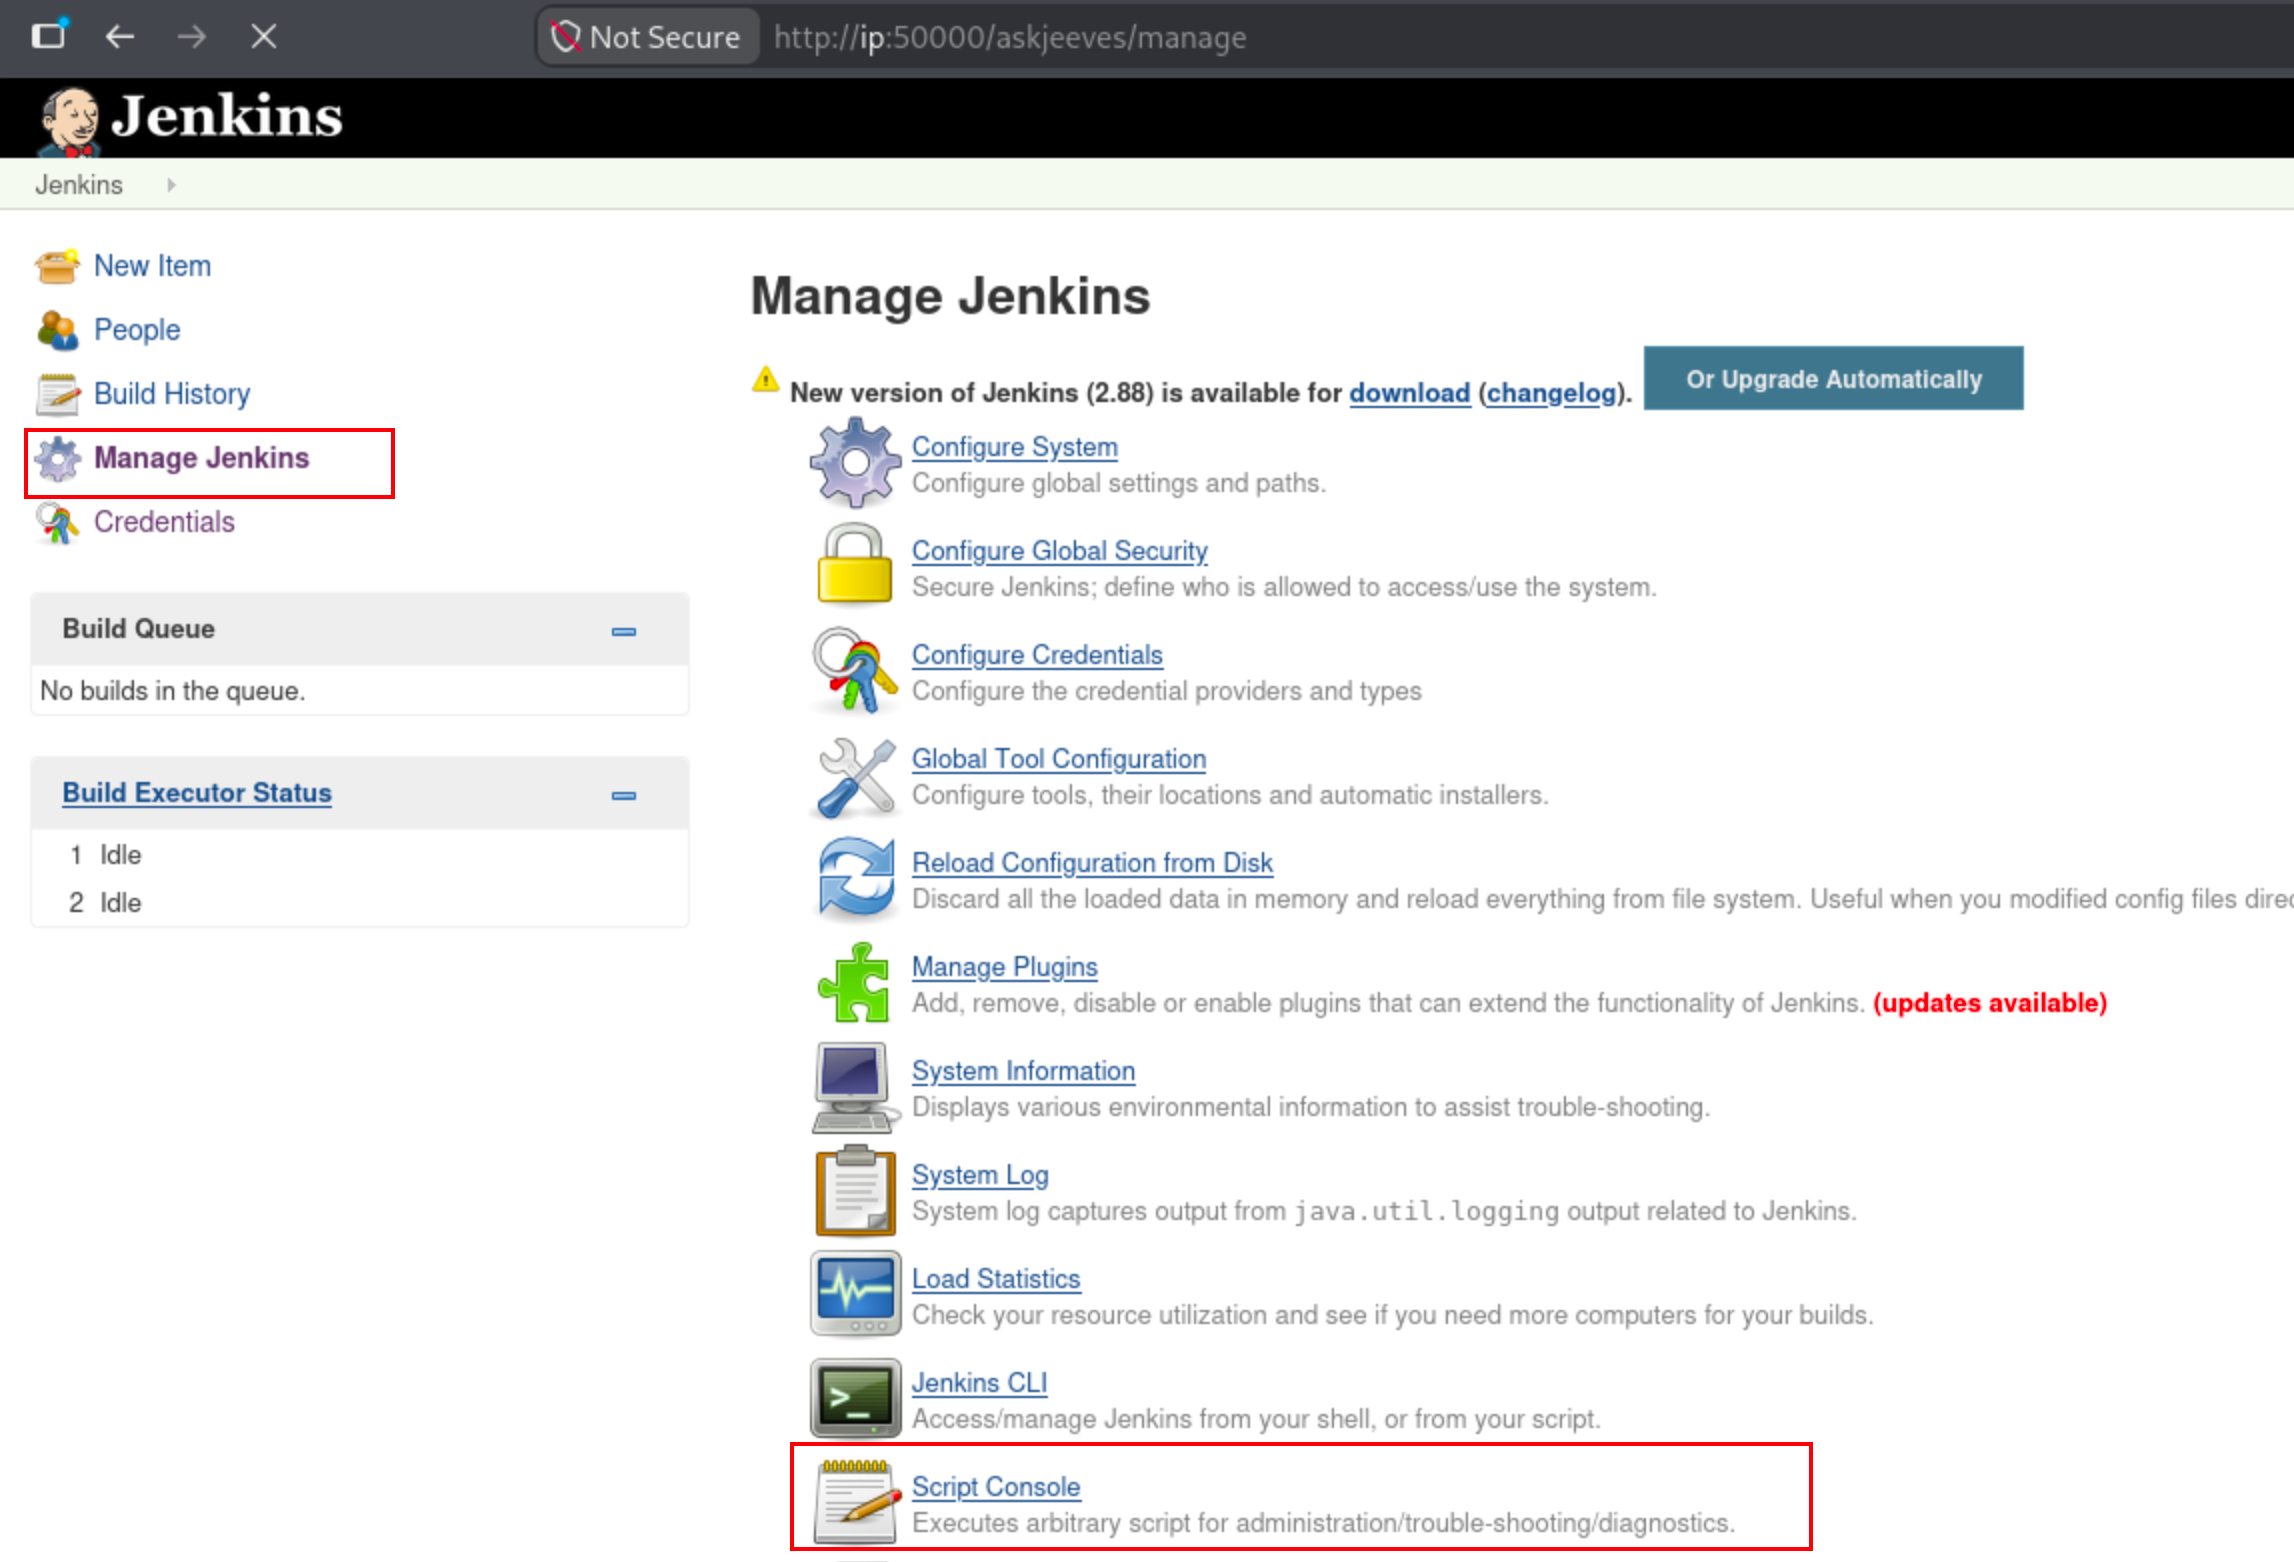 Not Secure http://ip:50000/askjeeves/manage
Jenkins
Jenkins
New Item
People
Build History
Manage Jenkins
Credentials
Build Queue
No builds in the queue.
Build Executor Status
1 Idle
2 Idle
Manage Jenkins
New version of Jenkins (2.88) is available for download (changelog). Or Upgrade Automatically
Configure System
Configure global settings and paths.
Configure Global Security
Secure Jenkins; define who is allowed to access/use the system.
Configure Credentials
Configure the credential providers and types
Global Tool Configuration
Configure tools, their locations and automatic installers.
Reload Configuration from Disk
Discard all the loaded data in memory and reload everything from file system. Useful when you modified config files
Manage Plugins
Add, remove, disable or enable plugins that can extend the functionality of Jenkins. (updates available)
System Information
Displays various environmental information to assist trouble-shooting.
System Log
System log captures output from java.util.logging output related to Jenkins.
Load Statistics
Check your resource utilization and see if you need more computers for your builds.
Jenkins CLI
Access/manage Jenkins from your shell, or from your script.
Script Console
Executes arbitrary script for administration/trouble-shooting/diagnostics.